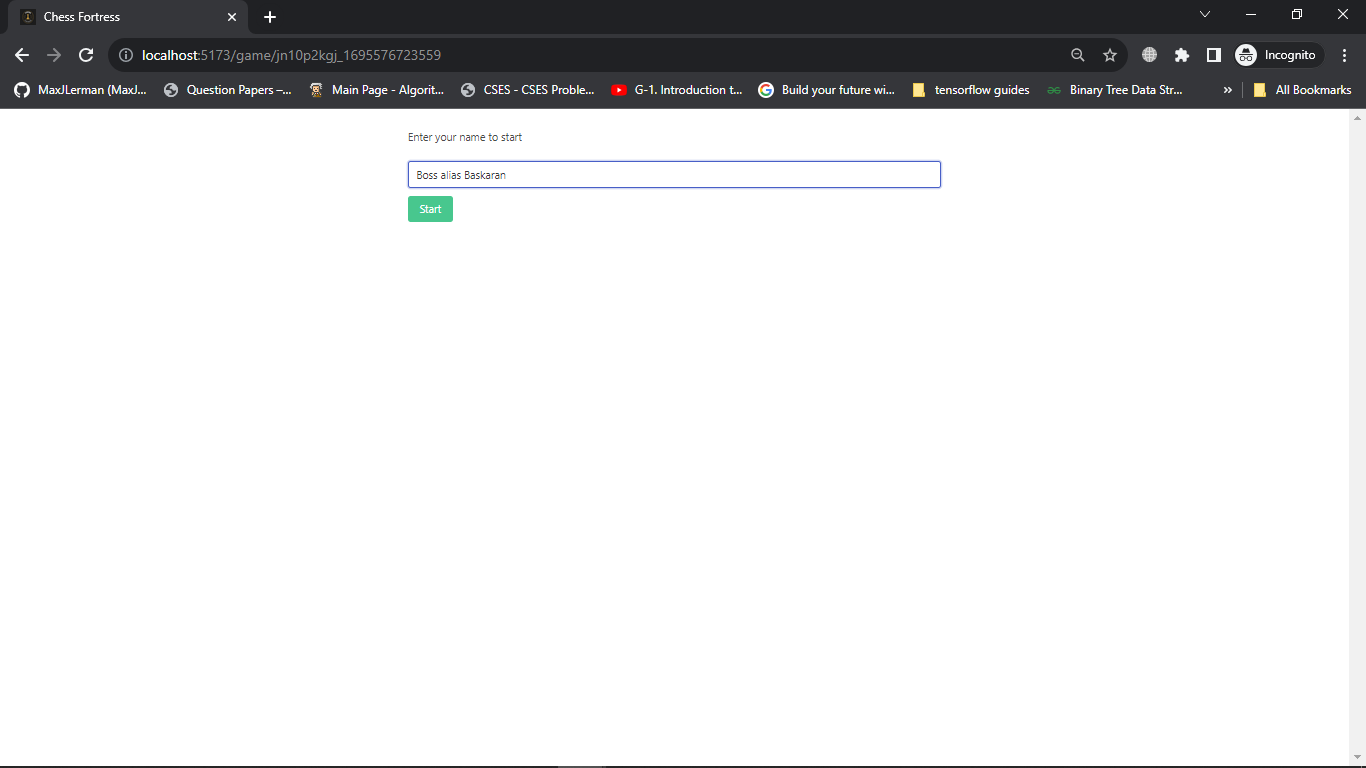 Chess Fortress
localhost:5173/game/jn10p2kgj_1695576723559
Incognito
MaxJLerman (MaxJ... Question Papers –... Main Page - Algorit... CSES - CSES Proble... G-1. Introduction t... Build your future wi... tensorflow guides Binary Tree Data Str... » All Bookmarks
Enter your name to start
Boss alias Baskaran
Start